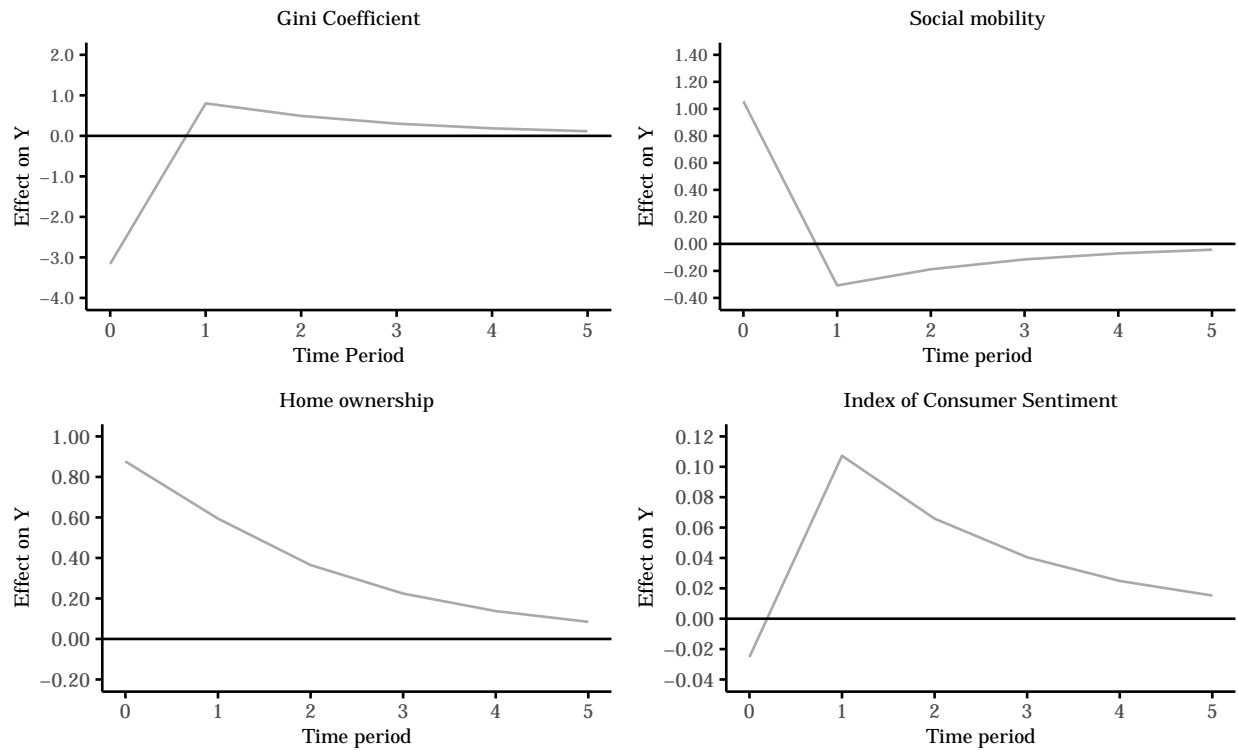 Gini Coefficient
2.0
1.0
0.0
−1.0
−2.0
−3.0
−4.0
Effect on Y
0 1 2 3 4 5
Time Period
Social mobility
1.40
1.20
1.00
0.80
0.60
0.40
0.20
0.00
−0.20
−0.40
Effect on Y
0 1 2 3 4 5
Time period
Home ownership
1.00
0.80
0.60
0.40
0.20
0.00
−0.20
Effect on Y
0 1 2 3 4 5
Time period
Index of Consumer Sentiment
0.12
0.10
0.08
0.06
0.04
0.02
0.00
−0.02
−0.04
Effect on Y
0 1 2 3 4 5
Time period